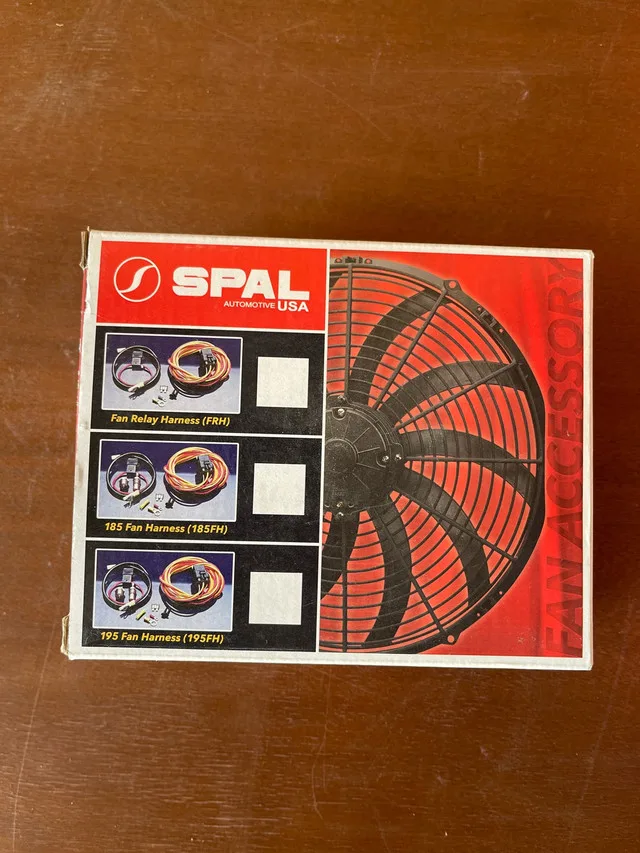 SPAL
AUTOMOTIVE USA
Fan Relay Harness (FRH)
185 Fan Harness (185FH)
195 Fan Harness (195FH)
FAN ACCESSORY